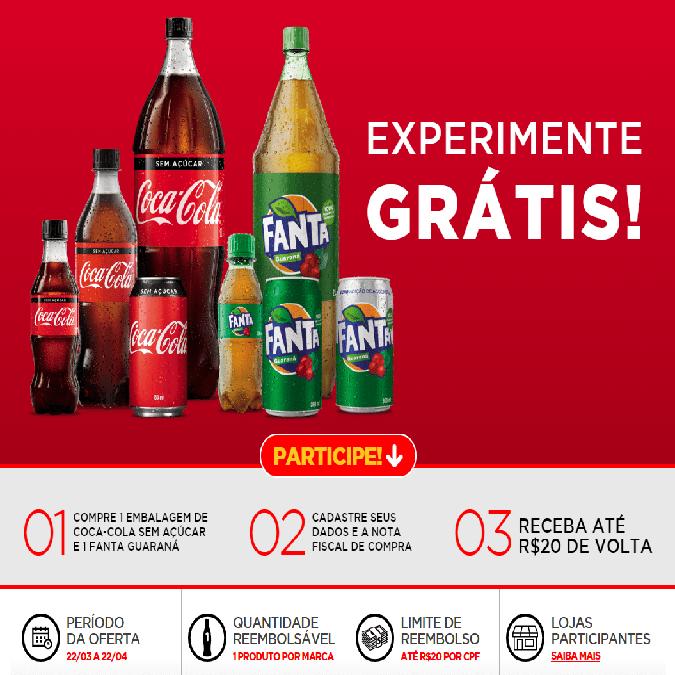 EXPERIMENTE
GRÁTIS!
SEM AÇÚCAR
Coca-Cola
SEM AÇÚCAR
Coca-Cola
Coca-Cola
SEM AÇÚCAR
Coca-Cola
FANTA
Guaraná
FANTA
FANTA
Guaraná
FANTA
Guaraná
PARTICIPE!
01 COMPRE 1 EMBALAGEM DE
COCA-COLA SEM AÇÚCAR
E 1 FANTA GUARANÁ
02 CADASTRE SEUS
DADOS E A NOTA
FISCAL DE COMPRA
03 RECEBA ATÉ
R$20 DE VOLTA
PERÍODO
DA OFERTA
22/03 A 22/04
QUANTIDADE
REEMBOLSÁVEL
1 PRODUTO POR MARCA
LIMITE DE
REEMBOLSO
ATÉ R$20 POR CPF
LOJAS
PARTICIPANTES
SAIBA MAIS